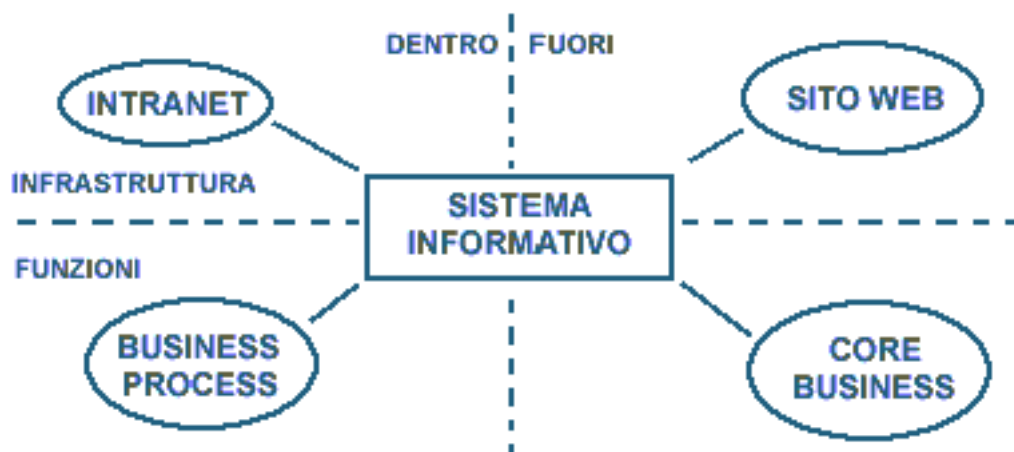 DENTRO
FUORI
INTRANET
SITO WEB
INFRASTRUTTURA
SISTEMA
INFORMATIVO
FUNZIONI
BUSINESS
PROCESS
CORE
BUSINESS